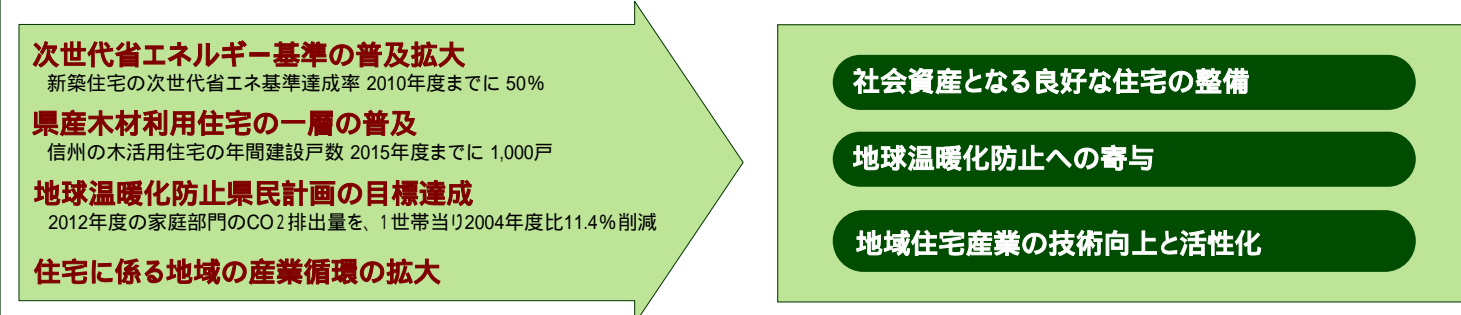 次世代省エネルギー基準の普及拡大
新築住宅の次世代省エネ基準達成率 2010年度までに 50%
県産木材利用住宅の一層の普及
信州の木活用住宅の年間建設戸数 2015年度までに 1,000戸
地球温暖化防止県民計画の目標達成
2012年度の家庭部門のCO2排出量を、1世帯当り2004年度比11.4%削減
住宅に係る地域の産業循環の拡大
社会資産となる良好な住宅の整備
地球温暖化防止への寄与
地域住宅産業の技術向上と活性化